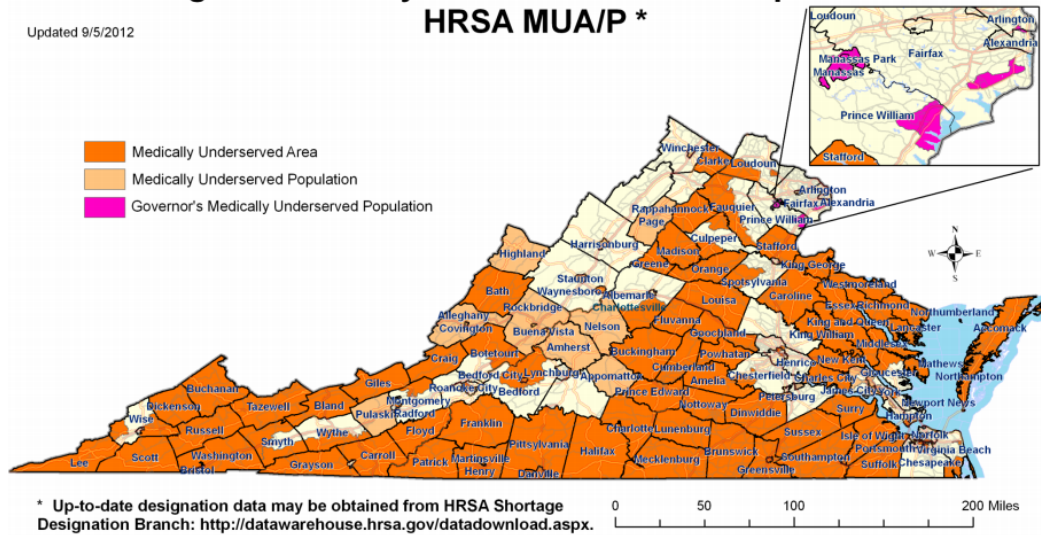 HRSA MUA/P *
Updated 9/5/2012
Medically Underserved Area
Medically Underserved Population
Governor's Medically Underserved Population
Loudoun
Arlington
Alexandria
Fairfax
Manassas Park
Manassas
Prince William
Stafford
Winchester
Clarke
Loudoun
Arlington
Fairfax
Alexandria
Fauquier
Prince William
Rappahannock
Page
Culpeper
Stafford
Harrisonburg
Madison
Highland
Greene
Orange
King George
Staunton
Spotsylvania
Westmoreland
Bath
Waynesboro
Albemarle
Caroline
Essex
Richmond
Rockbridge
Charlottesville
Louisa
Northumberland
Alleghany
Fluvanna
King and Queen
Lancaster
Accomack
Covington
Buena Vista
Nelson
Goochland
King William
Middlesex
Amherst
Buckingham
Powhatan
Henrico
New Kent
Mathews
Craig
Botetourt
Cumberland
Chesterfield
Charles City
Gloucester
Northampton
Bedford City
Lynchburg
Appomattox
Amelia
James City
York
Giles
Roanoke City
Bedford
Prince Edward
Petersburg
Newport News
Buchanan
Montgomery
Nottoway
Surry
Hampton
Dickenson
Tazewell
Bland
Pulaski
Radford
Dinwiddie
Wise
Franklin
Charlotte
Lunenburg
Sussex
Isle of Wight
Norfolk
Russell
Smyth
Wythe
Floyd
Pittsylvania
Halifax
Brunswick
Southampton
Portsmouth
Virginia Beach
Lee
Scott
Washington
Grayson
Carroll
Patrick
Martinsville
Henry
Mecklenburg
Greensville
Suffolk
Chesapeake
Bristol
Danville
N
W
E
S
* Up-to-date designation data may be obtained from HRSA Shortage
Designation Branch: http://datawarehouse.hrsa.gov/datadownload.aspx.
0 50 100 200 Miles